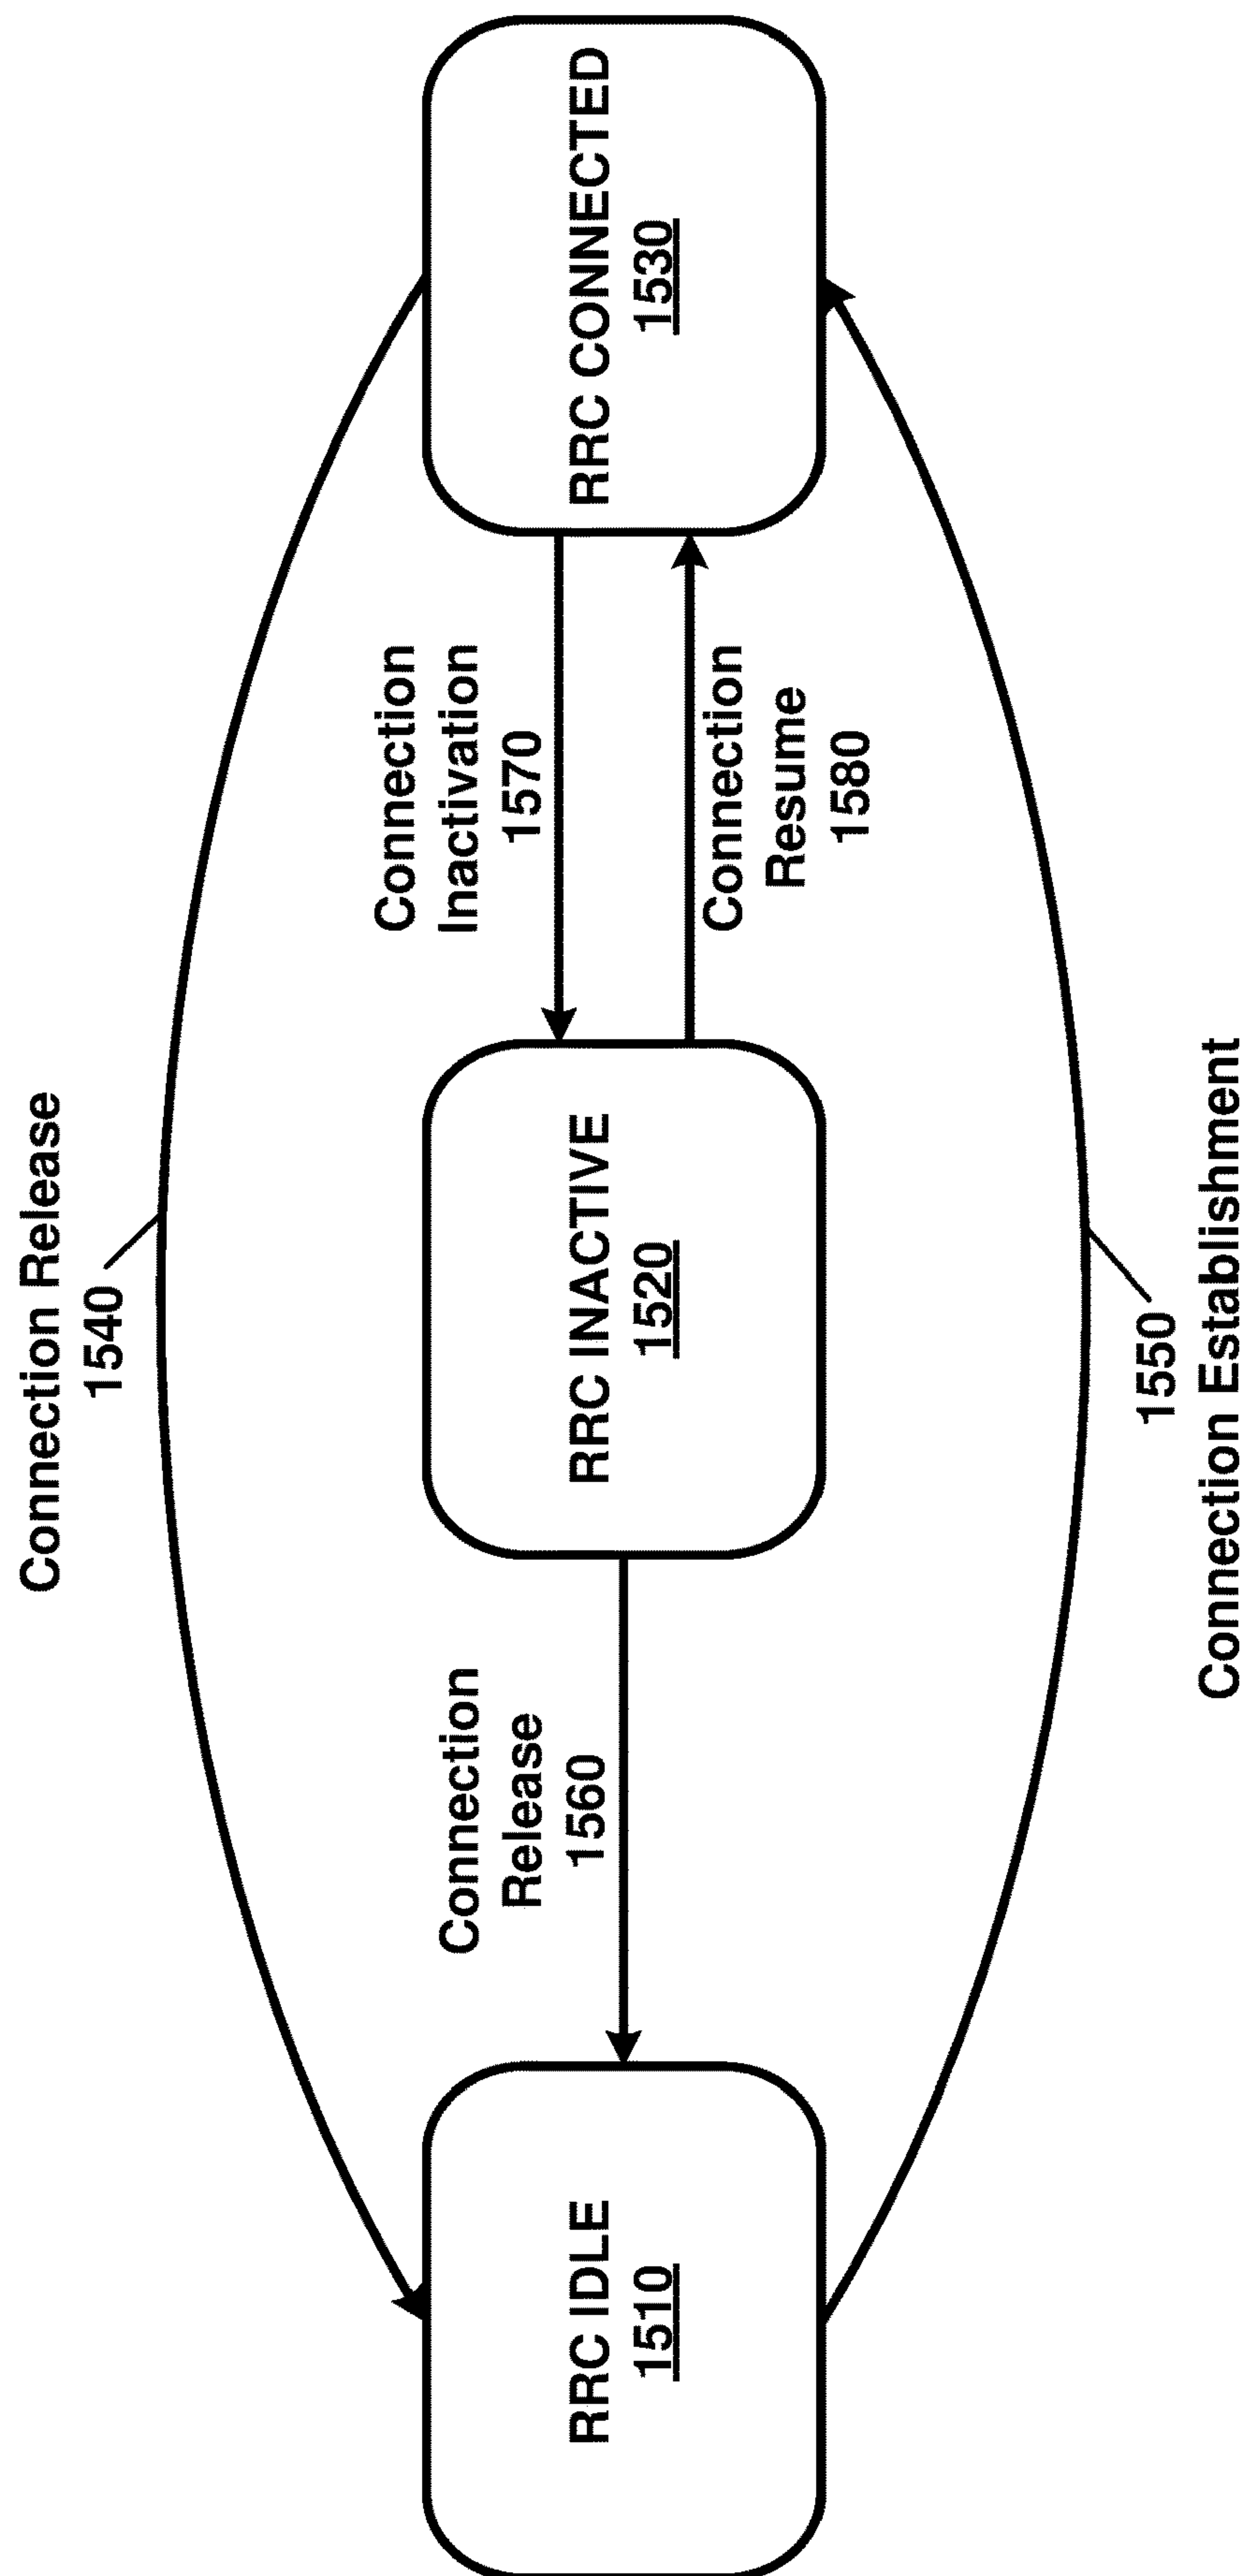 Connection Release
1540
RRC IDLE
1510
Connection
Release
1560
RRC INACTIVE
1520
Connection
Inactivation
1570
Connection
Resume
1580
RRC CONNECTED
1530
1550
Connection Establishment